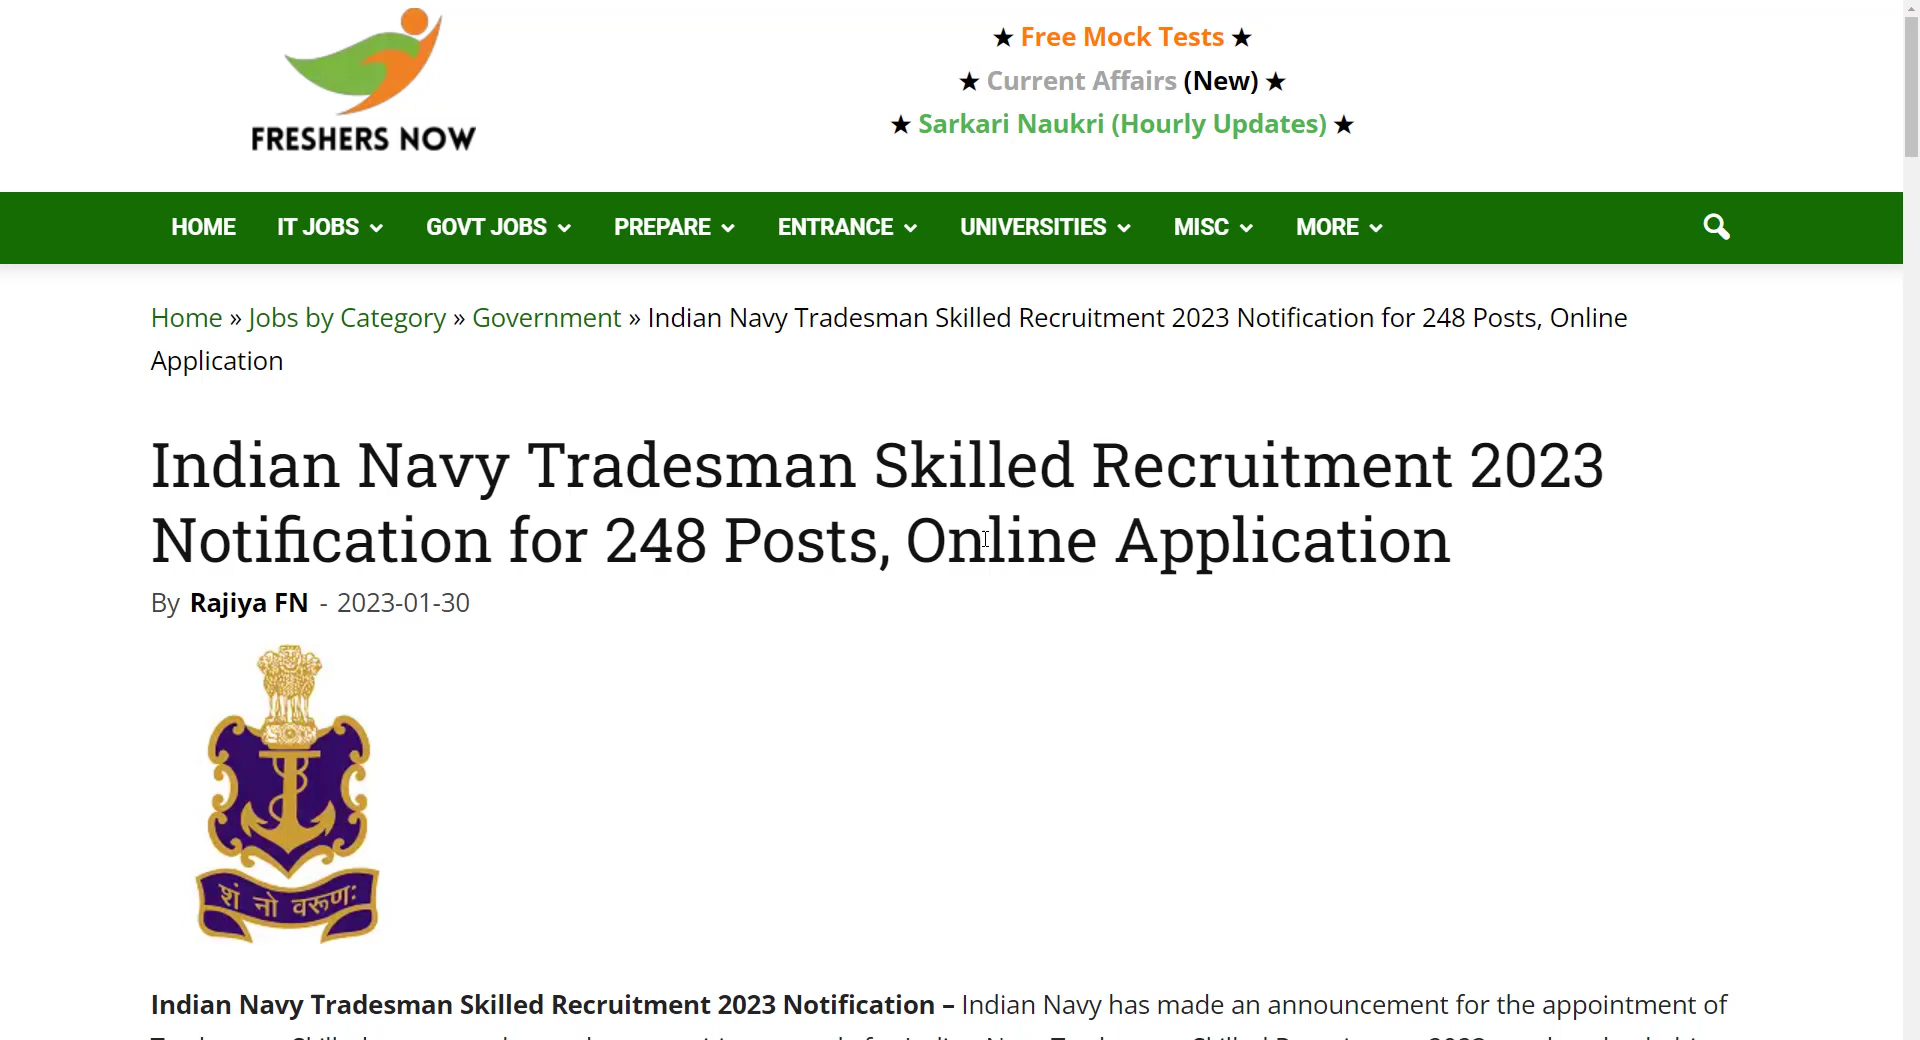 FRESHERS NOW
★ Free Mock Tests ★
★ Current Affairs (New) ★
★ Sarkari Naukri (Hourly Updates) ★
HOME IT JOBS GOVT JOBS PREPARE ENTRANCE UNIVERSITIES MISC MORE
Home » Jobs by Category » Government » Indian Navy Tradesman Skilled Recruitment 2023 Notification for 248 Posts, Online
Application
Indian Navy Tradesman Skilled Recruitment 2023
Notification for 248 Posts, Online Application
By Rajiya FN - 2023-01-30
शं नो वरूणः
Indian Navy Tradesman Skilled Recruitment 2023 Notification – Indian Navy has made an announcement for the appointment of